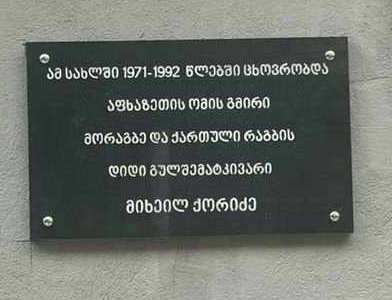 ამ სახლში 1971-1992 წლებში ცხოვრობდა
აფხაზეთის ომის გმირი
მორაგბე და ქართული რაგბის
დიდი გულშემატკივარი
მიხეილ ქორიძე